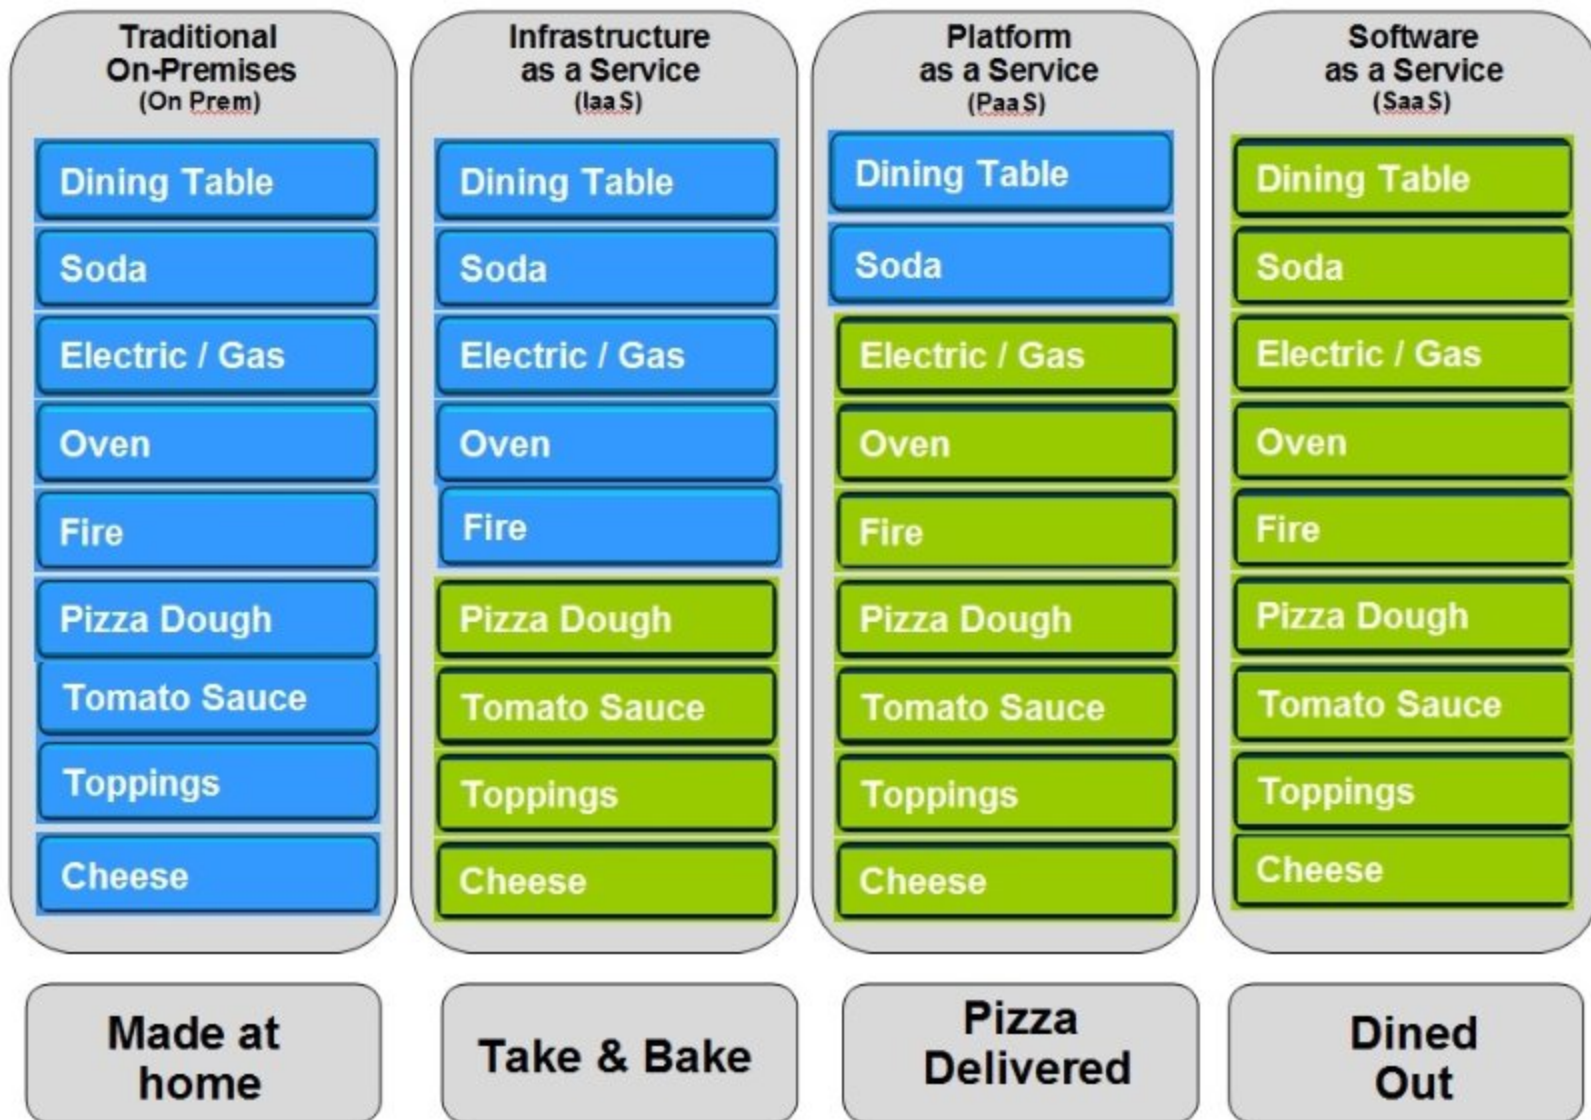 Traditional
On-Premises
(On Prem)
Dining Table
Soda
Electric / Gas
Oven
Fire
Pizza Dough
Tomato Sauce
Toppings
Cheese
Made at
home
Infrastructure
as a Service
(IaaS)
Dining Table
Soda
Electric / Gas
Oven
Fire
Pizza Dough
Tomato Sauce
Toppings
Cheese
Take & Bake
Platform
as a Service
(PaaS)
Dining Table
Soda
Electric / Gas
Oven
Fire
Pizza Dough
Tomato Sauce
Toppings
Cheese
Pizza
Delivered
Software
as a Service
(SaaS)
Dining Table
Soda
Electric / Gas
Oven
Fire
Pizza Dough
Tomato Sauce
Toppings
Cheese
Dined
Out